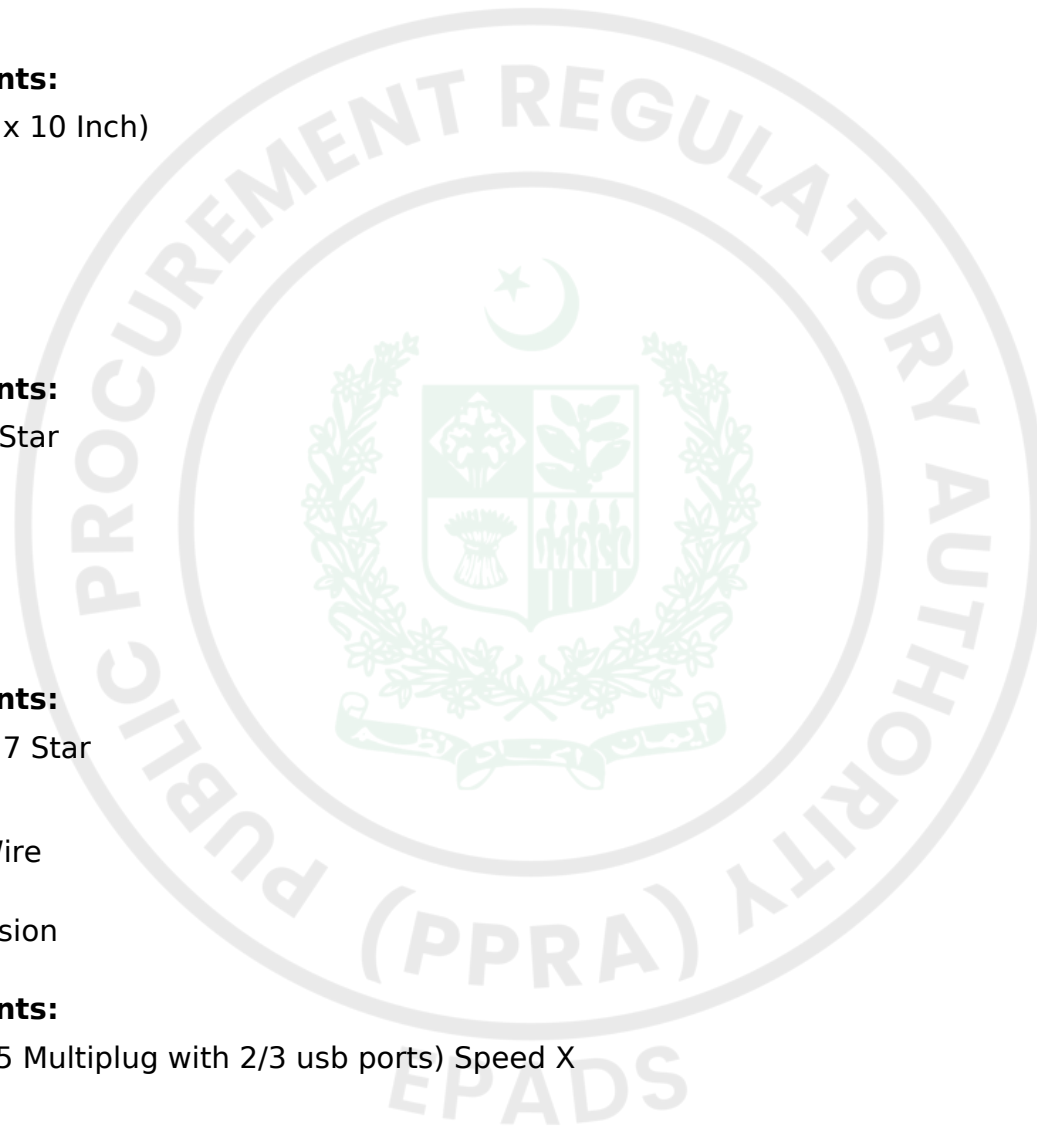 nts:
x 10 Inch)
nts:
Star
nts:
7 Star
Wire
sion
nts:
5 Multiplug with 2/3 usb ports) Speed X
PUBLIC PROCUREMENT REGULATORY AUTHORITY
(PPRA)
EPADS